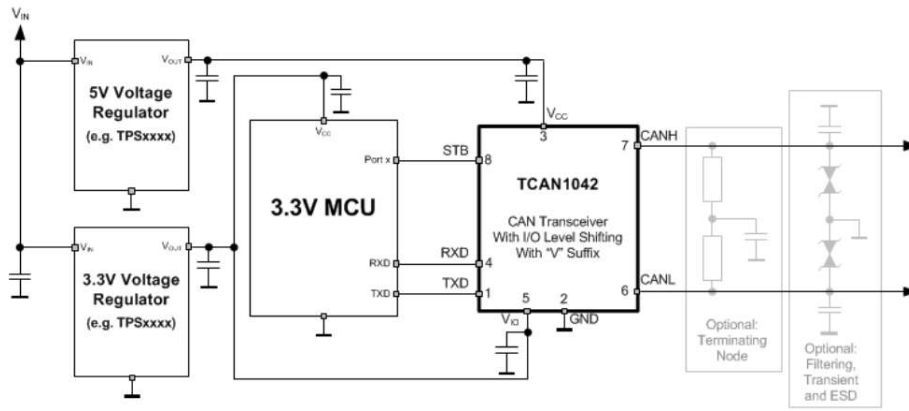 VIN
VIN
VOUT
5V Voltage
Regulator
(e.g. TPSxxxx)
VCC
VCC
3
7
CANH
Port x
STB
8
TCAN1042
3.3V MCU
CAN Transceiver
With I/O Level Shifting
With "V" Suffix
VIN
VOUT
3.3V Voltage
Regulator
(e.g. TPSxxxx)
RXD
RXD
4
TXD
TXD
1
5
2
6
CANL
VIO
GND
Optional:
Terminating
Node
Optional:
Filtering,
Transient
and ESD